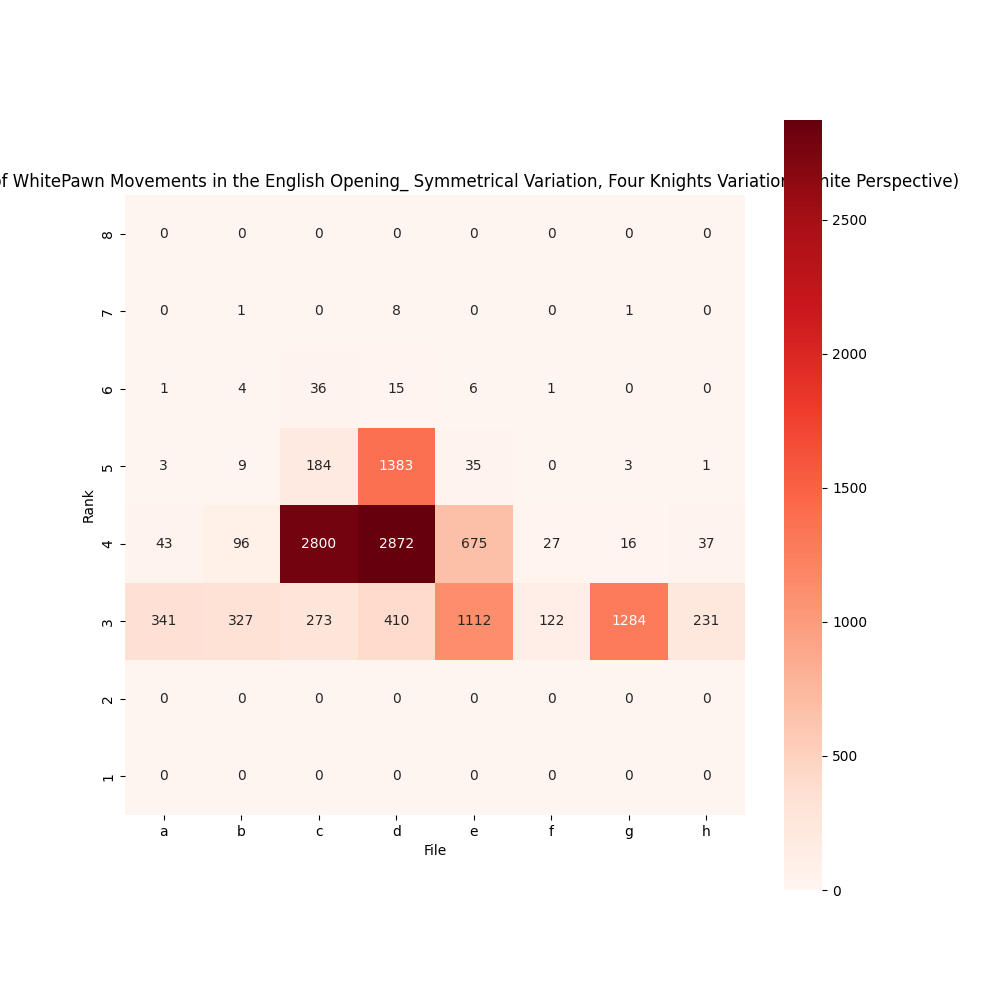 of WhitePawn Movements in the English Opening_ Symmetrical Variation, Four Knights Variation (White Perspective)
2500
2000
1500
1000
500
0
Rank
8 0 0 0 0 0 0 0 0
7 0 1 0 8 0 0 1 0
6 1 4 36 15 6 1 0 0
5 3 9 184 1383 35 0 3 1
4 43 96 2800 2872 675 27 16 37
3 341 327 273 410 1112 122 1284 231
2 0 0 0 0 0 0 0 0
1 0 0 0 0 0 0 0 0
a b c d e f g h
File